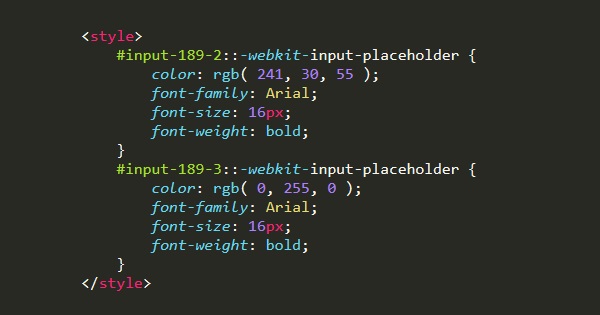 <style>
#input-189-2::-webkit-input-placeholder {
color: rgb( 241, 30, 55 );
font-family: Arial;
font-size: 16px;
font-weight: bold;
}
#input-189-3::-webkit-input-placeholder {
color: rgb( 0, 255, 0 );
font-family: Arial;
font-size: 16px;
font-weight: bold;
}
</style>